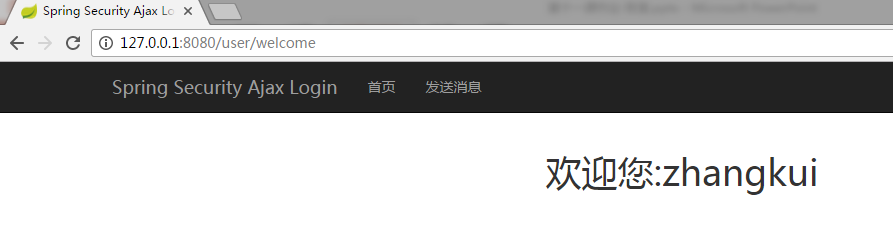 Spring Security Ajax Lo
127.0.0.1:8080/user/welcome
Spring Security Ajax Login 首页 发送消息
欢迎您:zhangkui